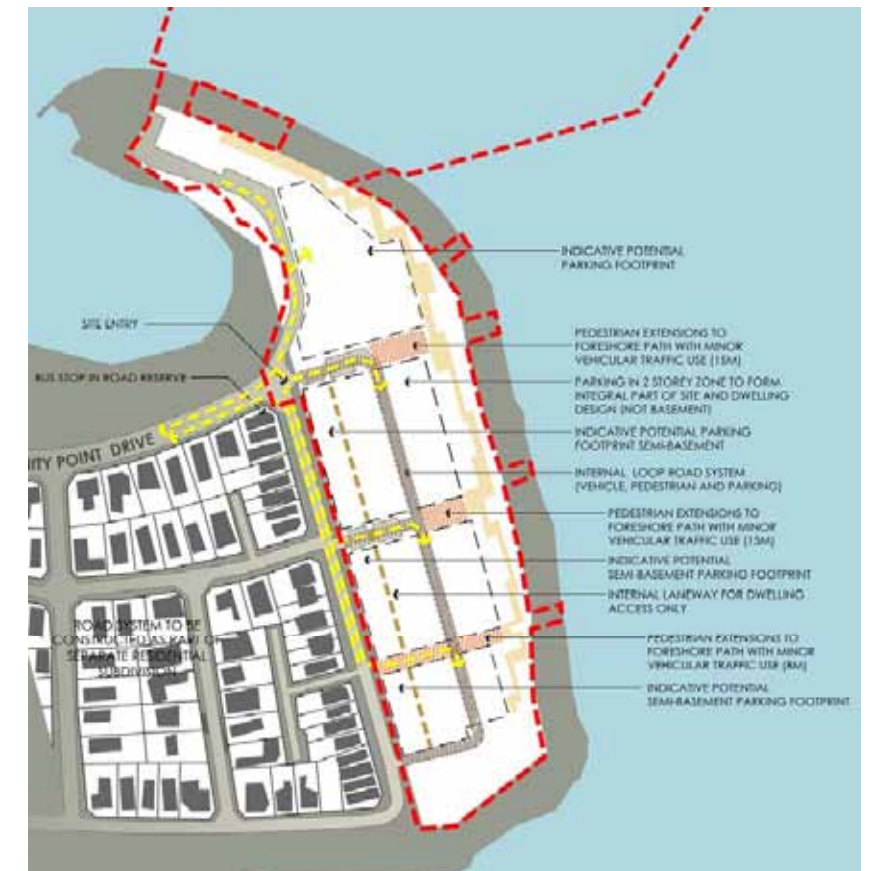 INDICATIVE POTENTIAL
PARKING FOOTPRINT
SITE ENTRY
PEDESTRIAN EXTENSIONS TO
FORESHORE PATH WITH MINOR
VEHICULAR TRAFFIC USE (15M)
BUS STOP IN ROAD RESERVE
PARKING IN 2 STOREY ZONE TO FORM
INTEGRAL PART OF SITE AND DWELLING
DESIGN (NOT BASEMENT)
INDICATIVE POTENTIAL PARKING
FOOTPRINT SEMI-BASEMENT
ITY POINT DRIVE
INTERNAL LOOP ROAD SYSTEM
(VEHICLE, PEDESTRIAN AND PARKING)
PEDESTRIAN EXTENSIONS TO
FORESHORE PATH WITH MINOR
VEHICULAR TRAFFIC USE (15M)
INDICATIVE POTENTIAL
SEMI-BASEMENT PARKING FOOTPRINT
INTERNAL LANEWAY FOR DWELLING
ACCESS ONLY
ROAD SYSTEM TO BE
CONSTRUCTED AS PART OF
SEPARATE RESIDENTIAL
SUBDIVISION
PEDESTRIAN EXTENSIONS TO
FORESHORE PATH WITH MINOR
VEHICULAR TRAFFIC USE (8M)
INDICATIVE POTENTIAL
SEMI-BASEMENT PARKING FOOTPRINT